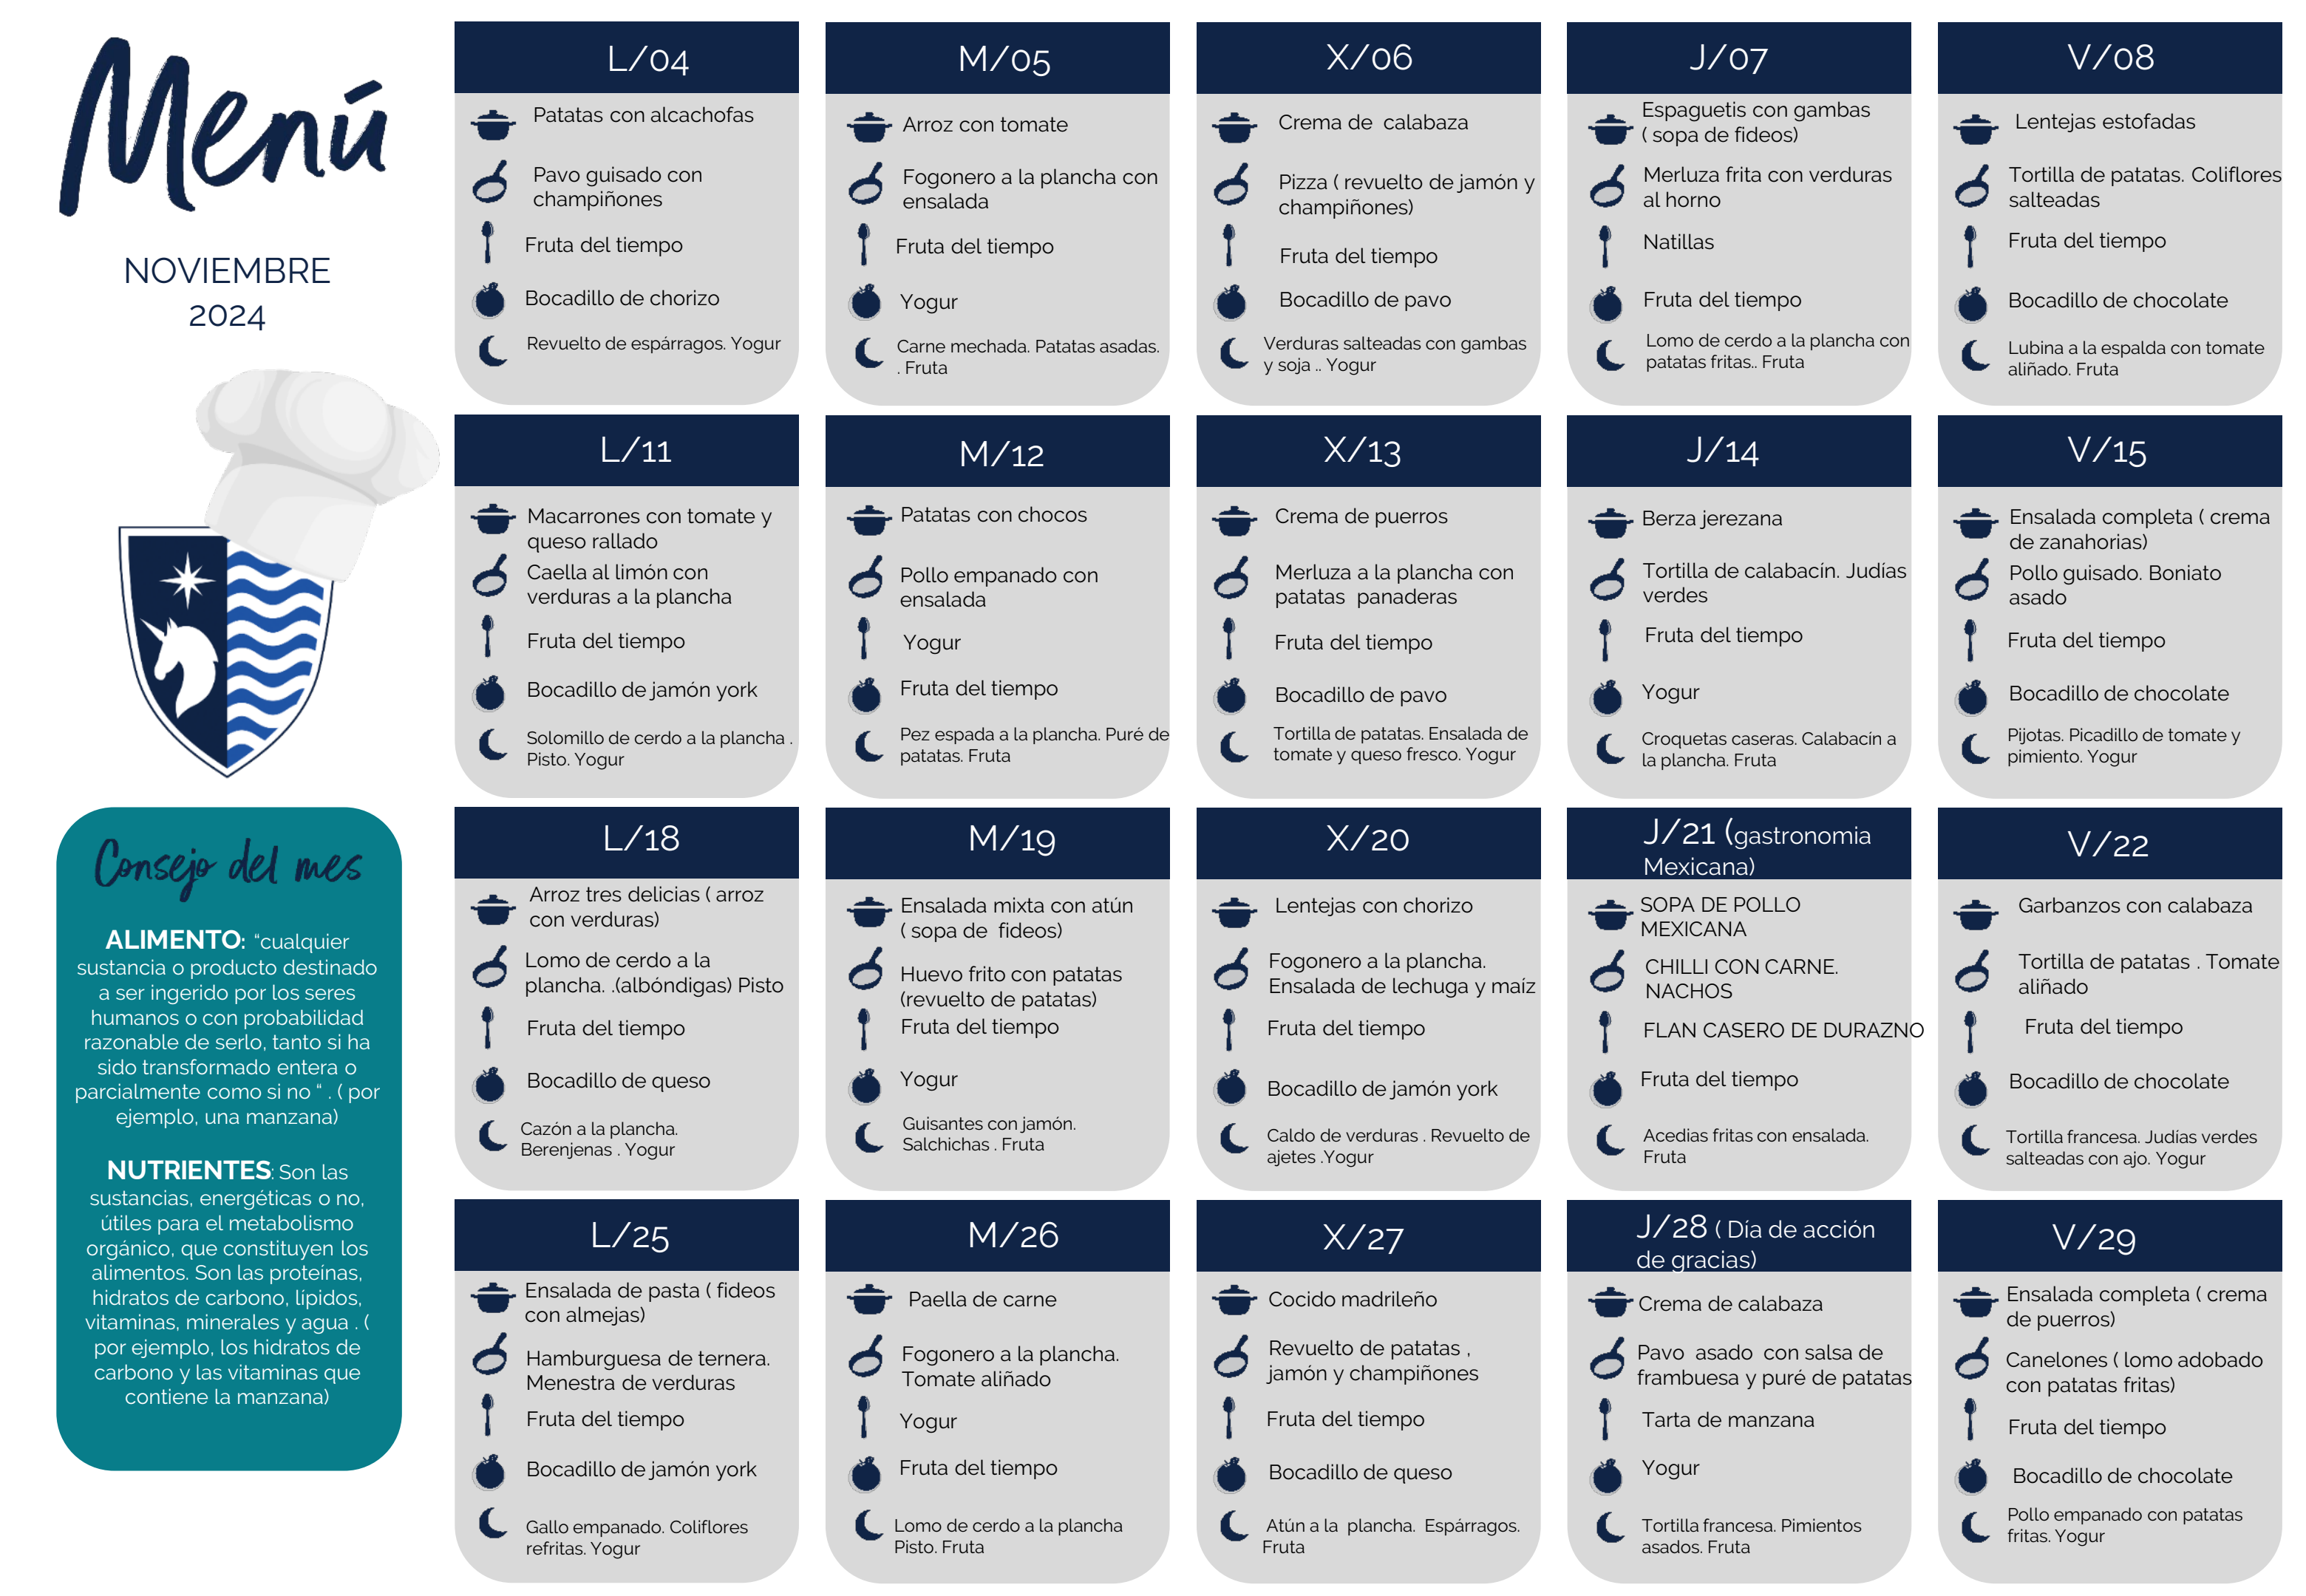 Menú
NOVIEMBRE
2024
L/04
Patatas con alcachofas
Pavo guisado con
champiñones
Fruta del tiempo
Bocadillo de chorizo
Revuelto de espárragos. Yogur
M/05
Arroz con tomate
Fogonero a la plancha con
ensalada
Fruta del tiempo
Yogur
Carne mechada. Patatas asadas.
. Fruta
X/06
Crema de calabaza
Pizza ( revuelto de jamón y
champiñones)
Fruta del tiempo
Bocadillo de pavo
Verduras salteadas con gambas
y soja .. Yogur
J/07
Espaguetis con gambas
( sopa de fideos)
Merluza frita con verduras
al horno
Natillas
Fruta del tiempo
Lomo de cerdo a la plancha con
patatas fritas.. Fruta
V/08
Lentejas estofadas
Tortilla de patatas. Coliflores
salteadas
Fruta del tiempo
Bocadillo de chocolate
Lubina a la espalda con tomate
aliñado. Fruta
L/11
Macarrones con tomate y
queso rallado
Caella al limón con
verduras a la plancha
Fruta del tiempo
Bocadillo de jamón york
Solomillo de cerdo a la plancha .
Pisto. Yogur
M/12
Patatas con chocos
Pollo empanado con
ensalada
Yogur
Fruta del tiempo
Pez espada a la plancha. Puré de
patatas. Fruta
X/13
Crema de puerros
Merluza a la plancha con
patatas panaderas
Fruta del tiempo
Bocadillo de pavo
Tortilla de patatas. Ensalada de
tomate y queso fresco. Yogur
J/14
Berza jerezana
Tortilla de calabacín. Judías
verdes
Fruta del tiempo
Yogur
Croquetas caseras. Calabacín a
la plancha. Fruta
V/15
Ensalada completa ( crema
de zanahorias)
Pollo guisado. Boniato
asado
Fruta del tiempo
Bocadillo de chocolate
Pijotas. Picadillo de tomate y
pimiento. Yogur
Consejo del mes
ALIMENTO: “cualquier
sustancia o producto destinado
a ser ingerido por los seres
humanos o con probabilidad
razonable de serlo, tanto si ha
sido transformado entera o
parcialmente como si no “ . ( por
ejemplo, una manzana)
NUTRIENTES: Son las
sustancias, energéticas o no,
útiles para el metabolismo
orgánico, que constituyen los
alimentos. Son las proteínas,
hidratos de carbono, lípidos,
vitaminas, minerales y agua . (
por ejemplo, los hidratos de
carbono y las vitaminas que
contiene la manzana)
L/18
Arroz tres delicias ( arroz
con verduras)
Lomo de cerdo a la
plancha. .(albóndigas) Pisto
Fruta del tiempo
Bocadillo de queso
Cazón a la plancha.
Berenjenas . Yogur
M/19
Ensalada mixta con atún
( sopa de fideos)
Huevo frito con patatas
(revuelto de patatas)
Fruta del tiempo
Yogur
Guisantes con jamón.
Salchichas . Fruta
X/20
Lentejas con chorizo
Fogonero a la plancha.
Ensalada de lechuga y maíz
Fruta del tiempo
Bocadillo de jamón york
Caldo de verduras . Revuelto de
ajetes .Yogur
J/21 (gastronomia
Mexicana)
SOPA DE POLLO
MEXICANA
CHILLI CON CARNE.
NACHOS
FLAN CASERO DE DURAZNO
Fruta del tiempo
Acedias fritas con ensalada.
Fruta
V/22
Garbanzos con calabaza
Tortilla de patatas . Tomate
aliñado
Fruta del tiempo
Bocadillo de chocolate
Tortilla francesa. Judías verdes
salteadas con ajo. Yogur
L/25
Ensalada de pasta ( fideos
con almejas)
Hamburguesa de ternera.
Menestra de verduras
Fruta del tiempo
Bocadillo de jamón york
Gallo empanado. Coliflores
refritas. Yogur
M/26
Paella de carne
Fogonero a la plancha.
Tomate aliñado
Yogur
Fruta del tiempo
Lomo de cerdo a la plancha
Pisto. Fruta
X/27
Cocido madrileño
Revuelto de patatas ,
jamón y champiñones
Fruta del tiempo
Bocadillo de queso
Atún a la plancha. Espárragos.
Fruta
J/28 ( Día de acción
de gracias)
Crema de calabaza
Pavo asado con salsa de
frambuesa y puré de patatas
Tarta de manzana
Yogur
Tortilla francesa. Pimientos
asados. Fruta
V/29
Ensalada completa ( crema
de puerros)
Canelones ( lomo adobado
con patatas fritas)
Fruta del tiempo
Bocadillo de chocolate
Pollo empanado con patatas
fritas. Yogur